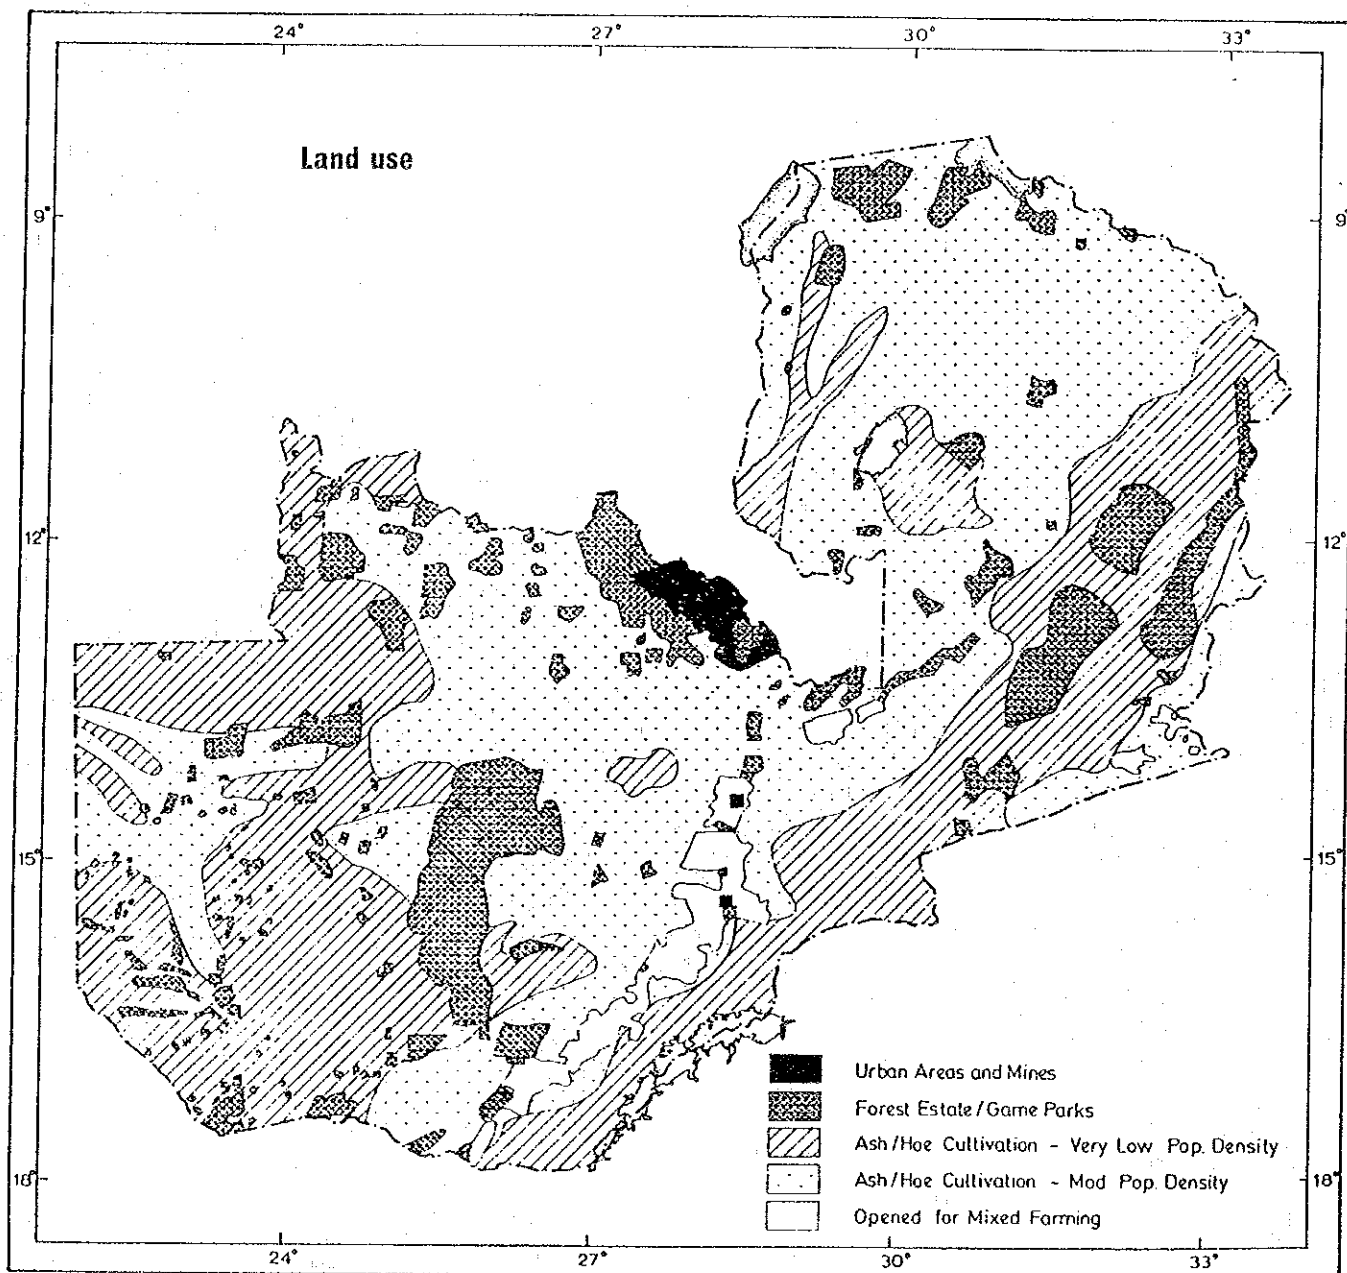 24° 27° 30° 33°
Land use
9° 9°
12° 12°
15° 15°
Urban Areas and Mines
Forest Estate/Game Parks
Ash/Hoe Cultivation - Very Low Pop. Density
18° Ash/Hoe Cultivation - Mod Pop. Density 18°
Opened for Mixed Farming
24° 27° 30° 33°